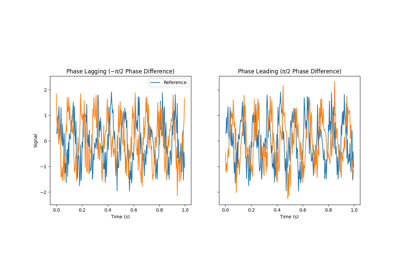 Phase Lagging (−π/2 Phase Difference)
Reference
2
1
0
−1
−2
Signal
0.0 0.2 0.4 0.6 0.8 1.0
Time (s)
Phase Leading (π/2 Phase Difference)
0.0 0.2 0.4 0.6 0.8 1.0
Time (s)